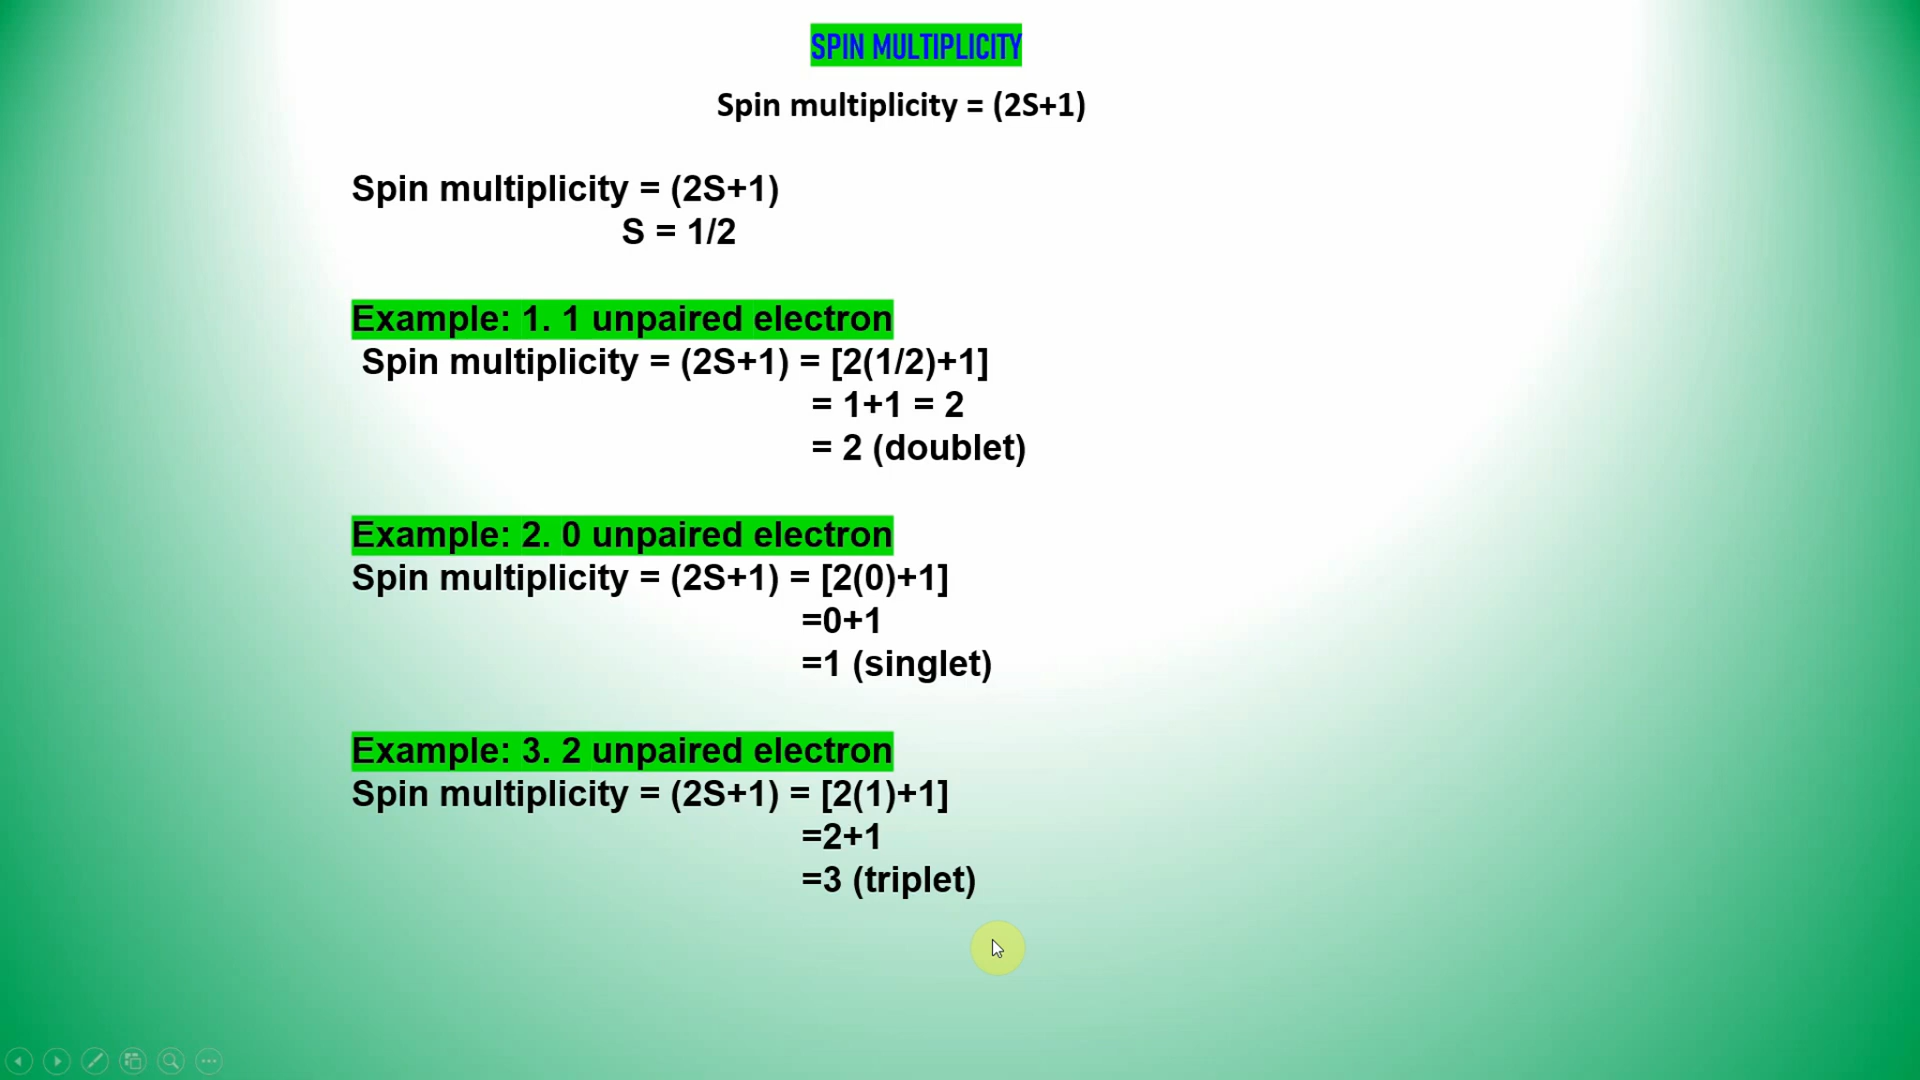 SPIN MULTIPLICITY
Spin multiplicity = (2S+1)
Spin multiplicity = (2S+1)
S = 1/2
Example: 1. 1 unpaired electron
Spin multiplicity = (2S+1) = [2(1/2)+1]
= 1+1 = 2
= 2 (doublet)
Example: 2. 0 unpaired electron
Spin multiplicity = (2S+1) = [2(0)+1]
=0+1
=1 (singlet)
Example: 3. 2 unpaired electron
Spin multiplicity = (2S+1) = [2(1)+1]
=2+1
=3 (triplet)